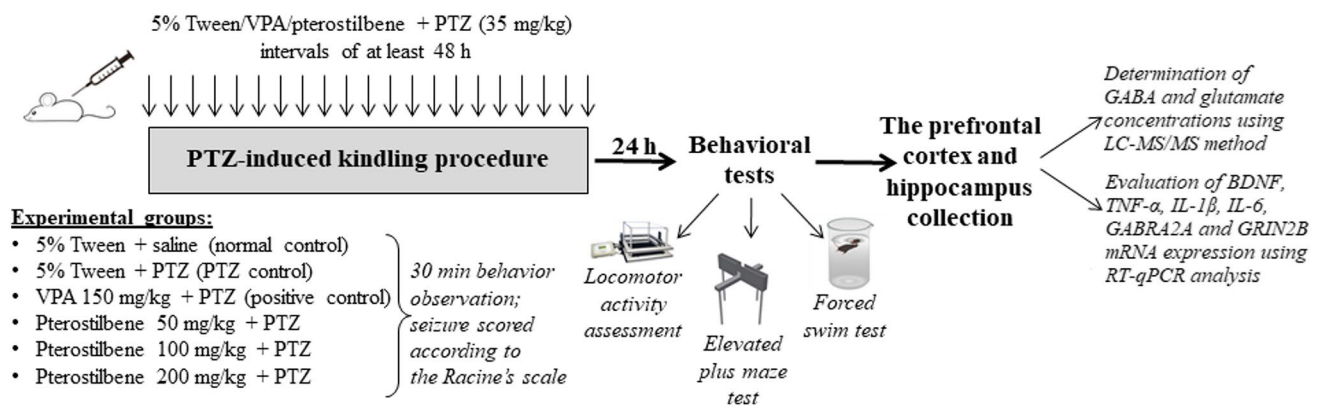 5% Tween/VPA/pterostilbene + PTZ (35 mg/kg)
intervals of at least 48 h
PTZ-induced kindling procedure
24 h
Behavioral
tests
The prefrontal
cortex and
hippocampus
collection
Determination of
GABA and glutamate
concentrations using
LC-MS/MS method
Evaluation of BDNF,
TNF-α, IL-1β, IL-6,
GABRA2A and GRIN2B
mRNA expression using
RT-qPCR analysis
Experimental groups:
• 5% Tween + saline (normal control)
• 5% Tween + PTZ (PTZ control)
• VPA 150 mg/kg + PTZ (positive control)
• Pterostilbene 50 mg/kg + PTZ
• Pterostilbene 100 mg/kg + PTZ
• Pterostilbene 200 mg/kg + PTZ
30 min behavior
observation;
seizure scored
according to
the Racine's scale
Locomotor
activity
assessment
Elevated
plus maze
test
Forced
swim test